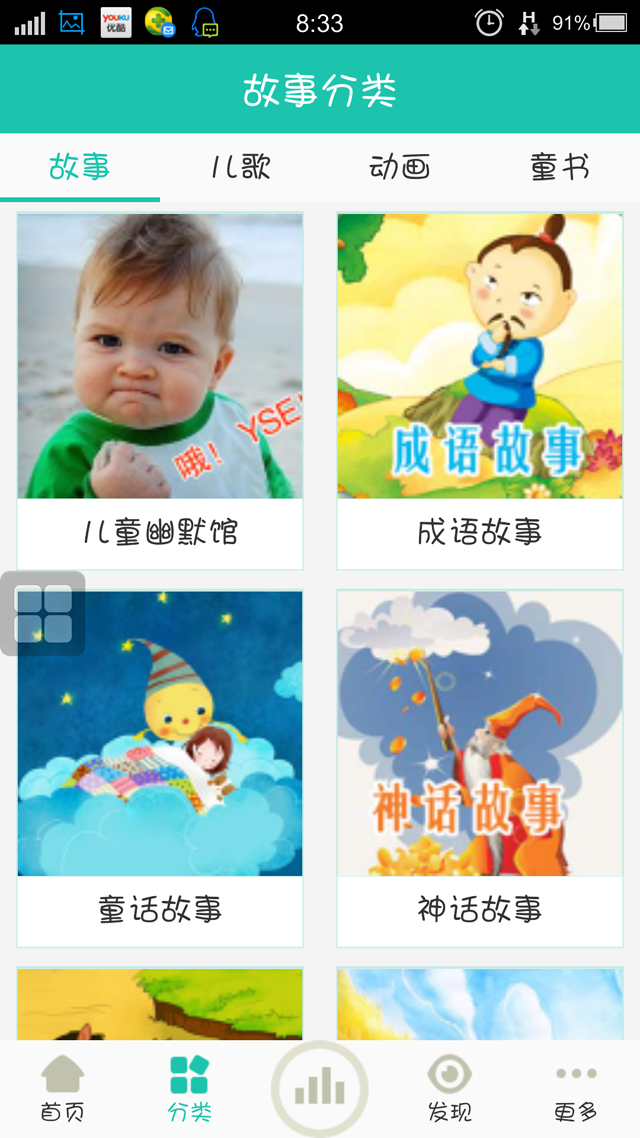 YOUKU
优酷
8:33
H
91%
故事分类
故事 儿歌 动画 童书
哦！ YSE!
成语故事
儿童幽默馆 成语故事
神话故事
童话故事 神话故事
首页 分类 发现 更多